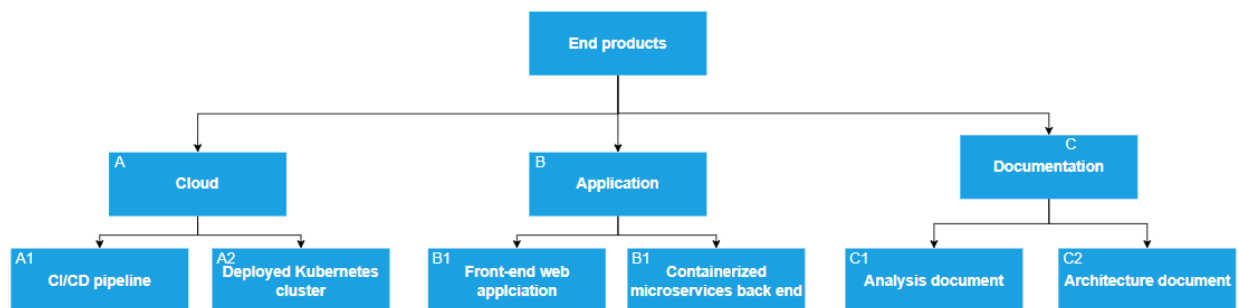 End products
A
Cloud
B
Application
C
Documentation
A1
CI/CD pipeline
A2
Deployed Kubernetes
cluster
B1
Front-end web
applciation
B1
Containerized
microservices back end
C1
Analysis document
C2
Architecture document